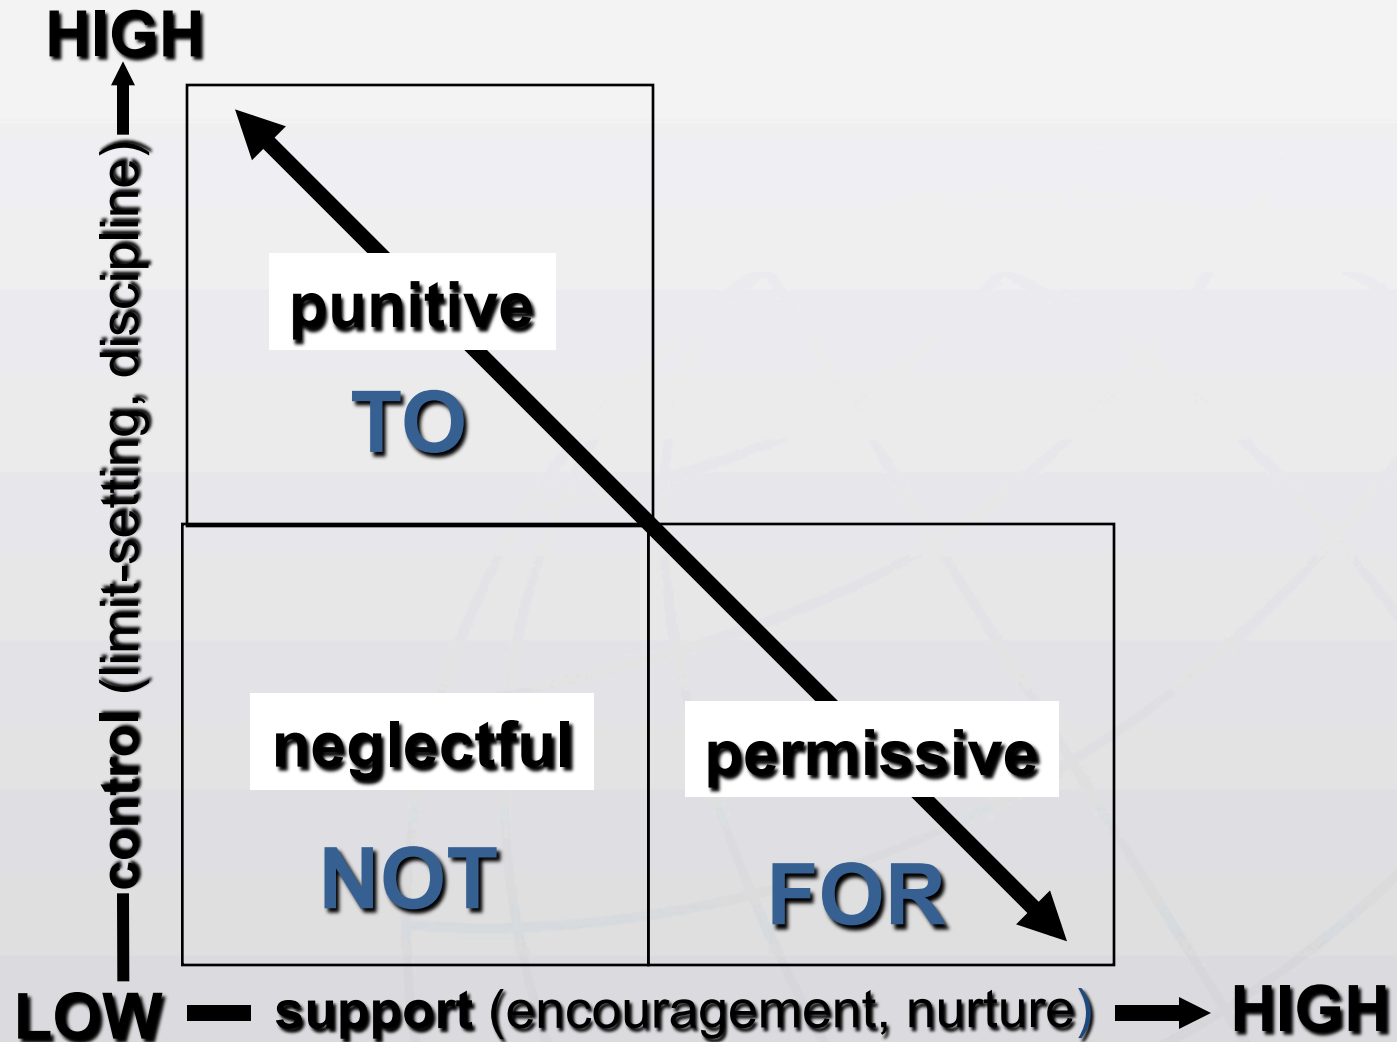 HIGH
control (limit-setting, discipline)
punitive
TO
neglectful
NOT
permissive
FOR
LOW
support (encouragement, nurture)
HIGH